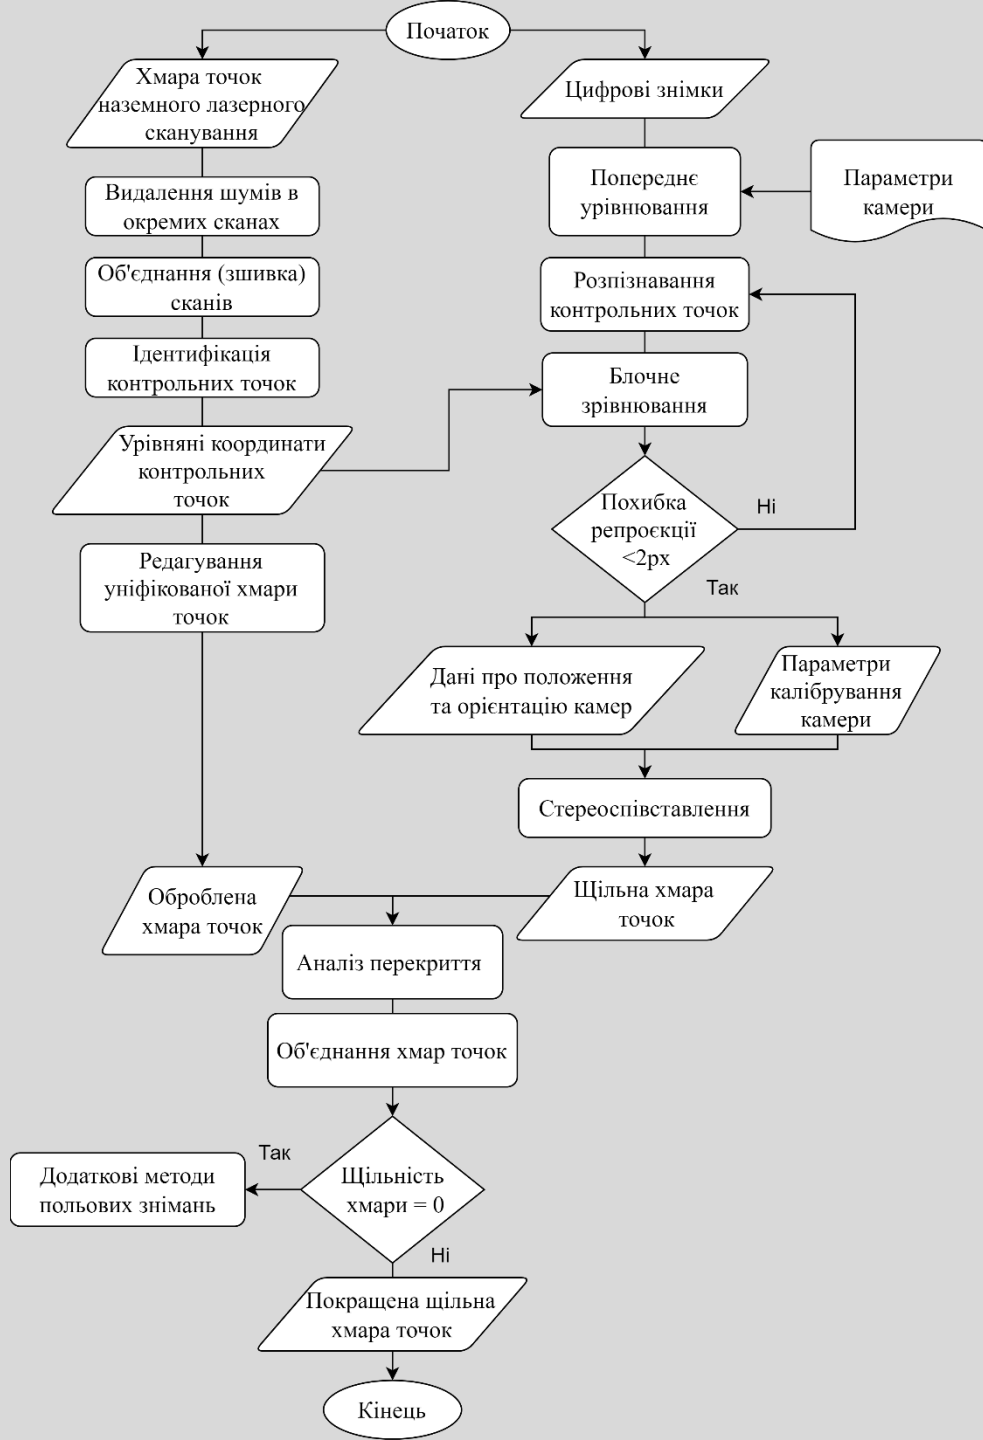 Початок
Хмара точок
наземного лазерного
сканування
Цифрові знімки
Видалення шумів в
окремих сканах
Попереднє
урівнювання
Параметри
камери
Об'єднання (зшивка)
сканів
Розпізнавання
контрольних точок
Ідентифікація
контрольних точок
Блочне
зрівнювання
Урівняні координати
контрольних
точок
Похибка
репроєкції
<2px
Ні
Так
Редагування
уніфікованої хмари
точок
Дані про положення
та орієнтацію камер
Параметри
калібрування
камери
Стереоспівставлення
Оброблена
хмара точок
Щільна хмара
точок
Аналіз перекриття
Об'єднання хмар точок
Щільність
хмари = 0
Так
Додаткові методи
польових знімань
Ні
Покращена щільна
хмара точок
Кінець